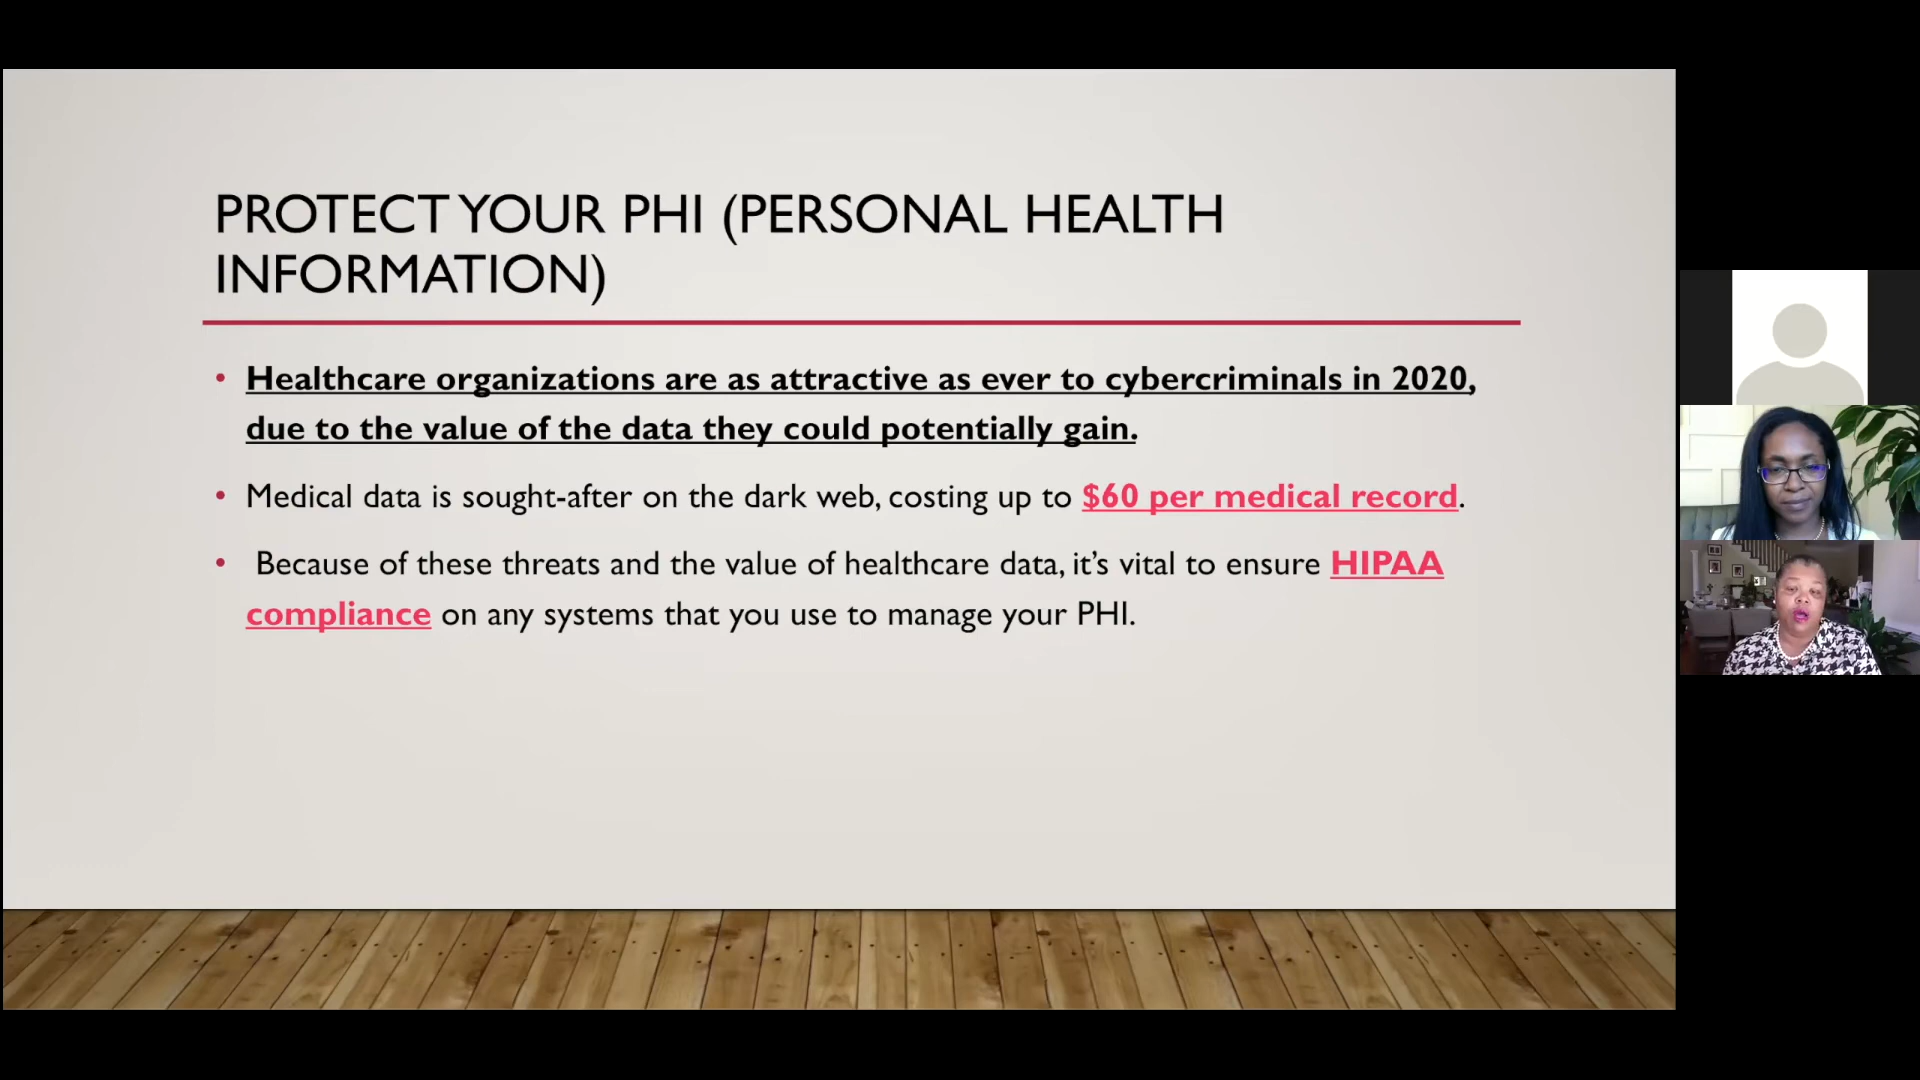 PROTECT YOUR PHI (PERSONAL HEALTH
INFORMATION)
• Healthcare organizations are as attractive as ever to cybercriminals in 2020,
due to the value of the data they could potentially gain.
• Medical data is sought-after on the dark web, costing up to $60 per medical record.
• Because of these threats and the value of healthcare data, it’s vital to ensure HIPAA
compliance on any systems that you use to manage your PHI.